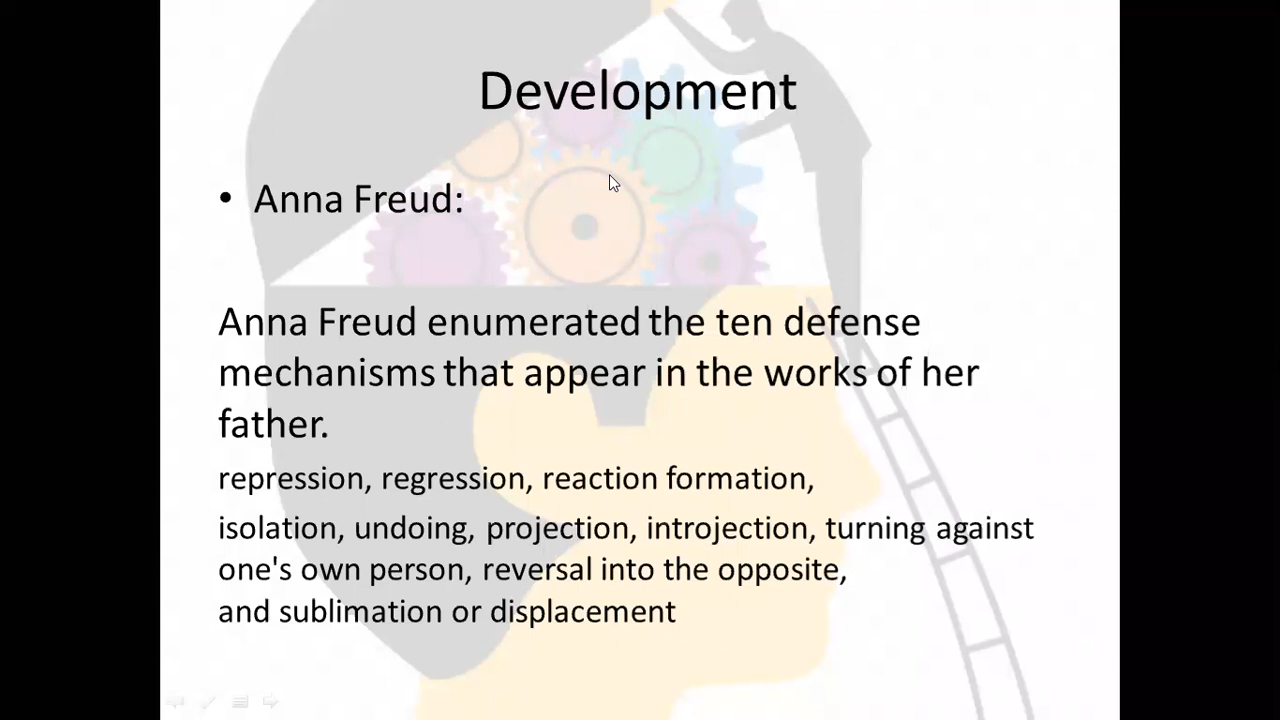 Development
• Anna Freud:
Anna Freud enumerated the ten defense
mechanisms that appear in the works of her
father.
repression, regression, reaction formation,
isolation, undoing, projection, introjection, turning against
one's own person, reversal into the opposite,
and sublimation or displacement